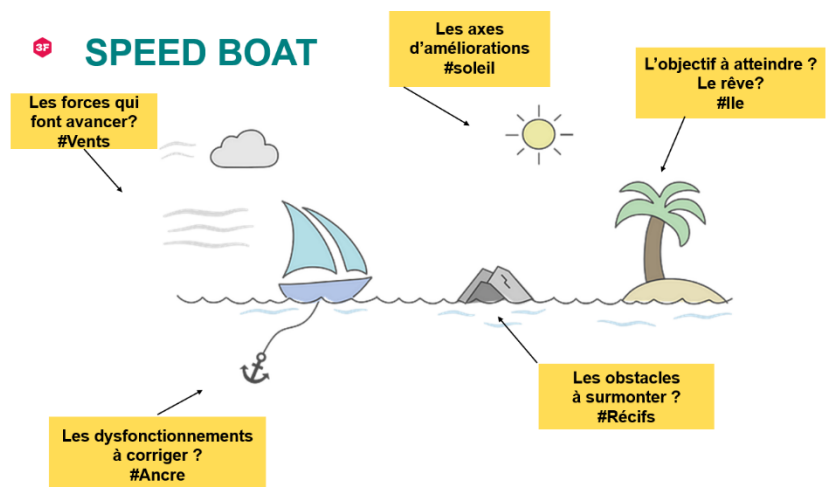 3F
SPEED BOAT
Les axes
d'améliorations
#soleil
L'objectif à atteindre ?
Le rêve?
#Ile
Les forces qui
font avancer?
#Vents
Les obstacles
à surmonter ?
#Récifs
Les dysfonctionnements
à corriger ?
#Ancre